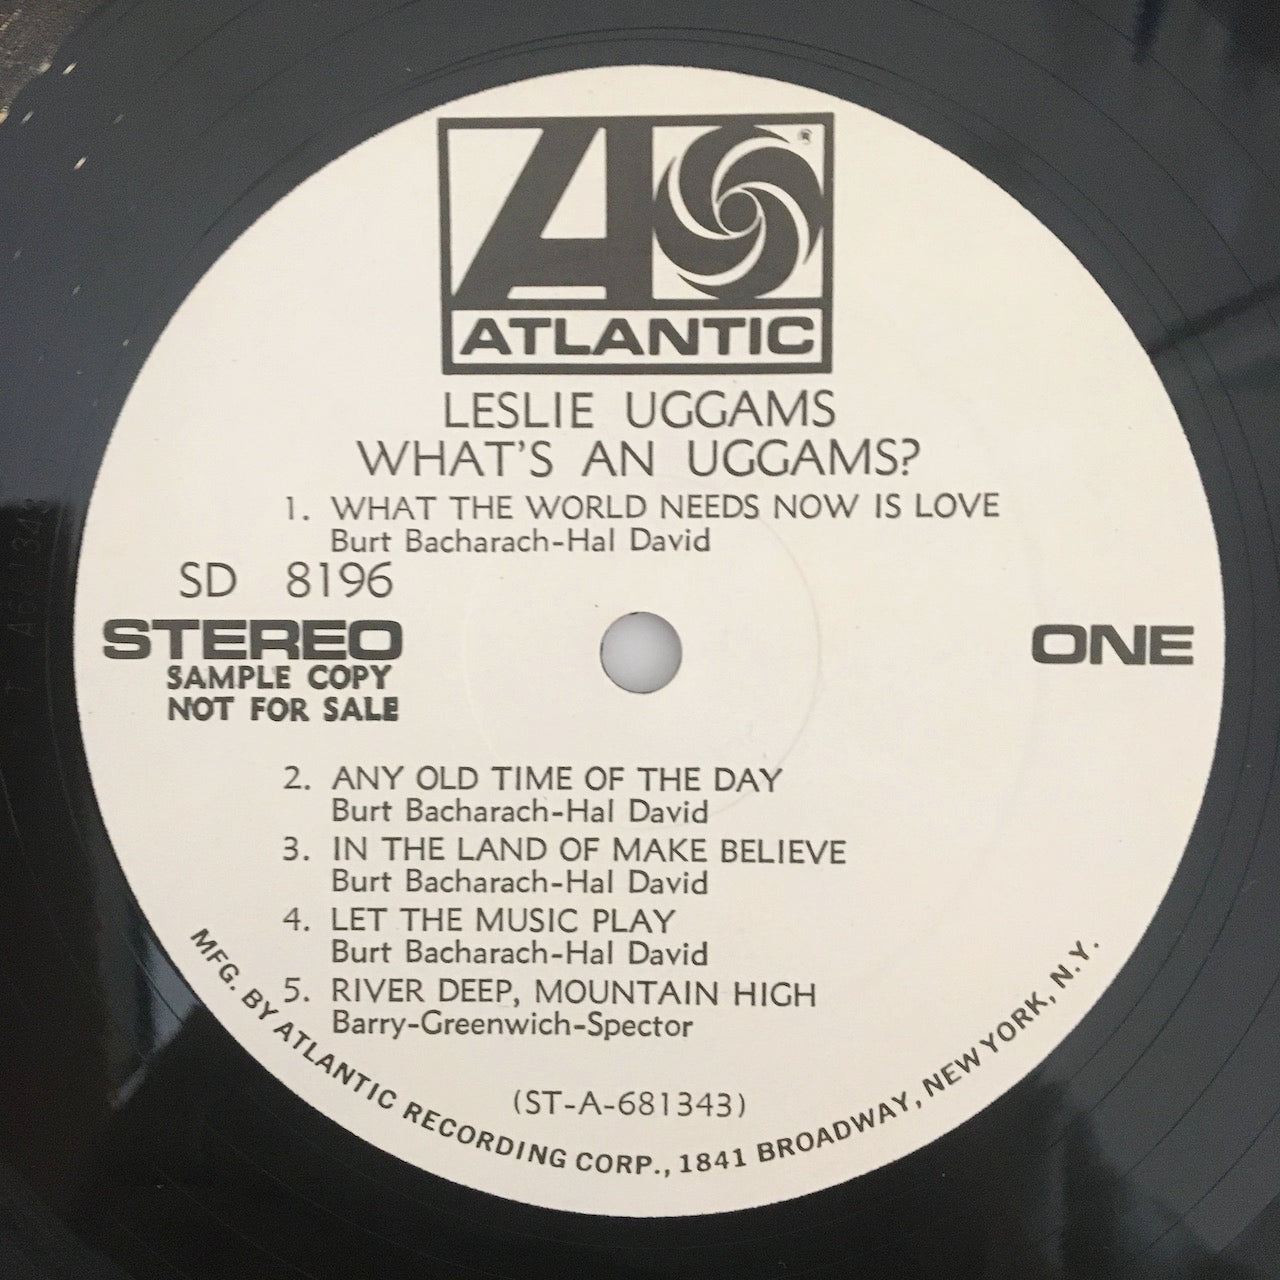 ATLANTIC
®
LESLIE UGGAMS
WHAT'S AN UGGAMS?
1. WHAT THE WORLD NEEDS NOW IS LOVE
Burt Bacharach-Hal David
SD 8196
STEREO
SAMPLE COPY
NOT FOR SALE
ONE
2. ANY OLD TIME OF THE DAY
Burt Bacharach-Hal David
3. IN THE LAND OF MAKE BELIEVE
Burt Bacharach-Hal David
4. LET THE MUSIC PLAY
Burt Bacharach-Hal David
5. RIVER DEEP, MOUNTAIN HIGH
Barry-Greenwich-Spector
(ST-A-681343)
MFG. BY ATLANTIC RECORDING CORP., 1841 BROADWAY, NEW YORK, N.Y.